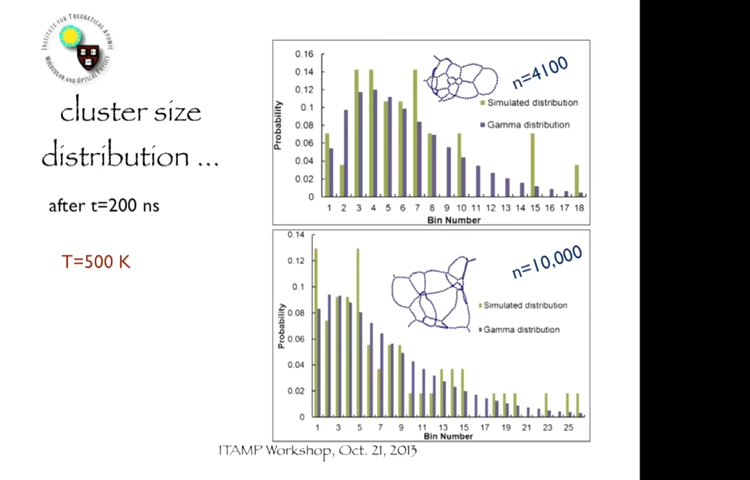 INSTITUTE FOR THEORETICAL ATOMIC
MOLECULAR AND OPTICAL PHYSICS
cluster size
distribution ...
after t=200 ns
T=500 K
n=4100
Probability
0.16
0.14
0.12
0.1
0.08
0.06
0.04
0.02
0
Simulated distribution
Gamma distribution
1 2 3 4 5 6 7 8 9 10 11 12 13 14 15 16 17 18
Bin Number
n=10,000
Probability
0.14
0.12
0.1
0.08
0.06
0.04
0.02
0
Simulated distribution
Gamma distribution
1 3 5 7 9 11 13 15 17 19 21 23 25
Bin Number
ITAMP Workshop, Oct. 21, 2013